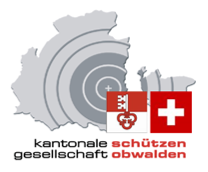 kantonale schützen
gesellschaft obwalden